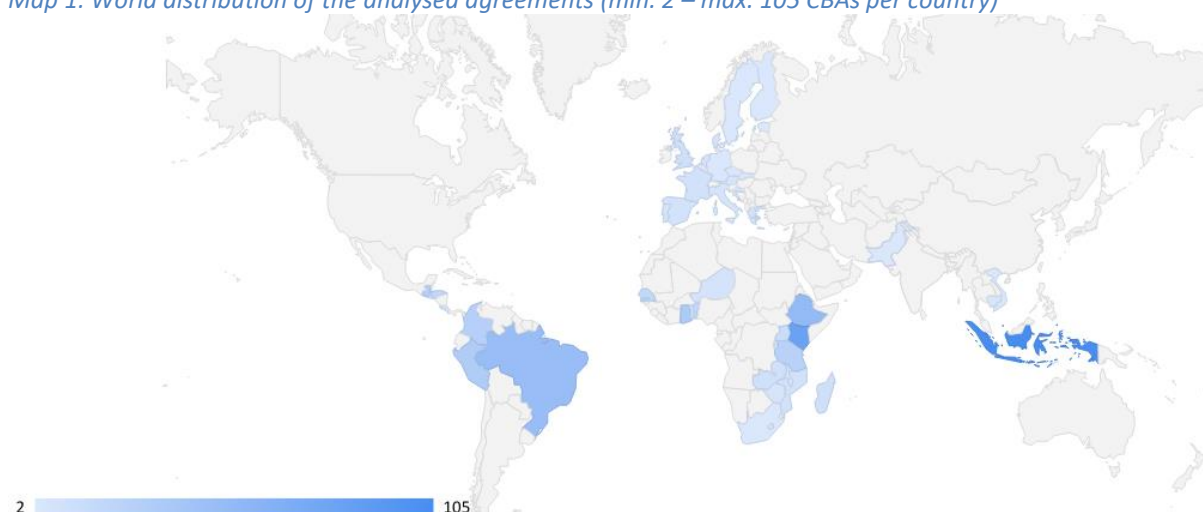 Map 1. World distribution of the analysed agreements (min. 2 – max. 105 CBAs per country)
2
105